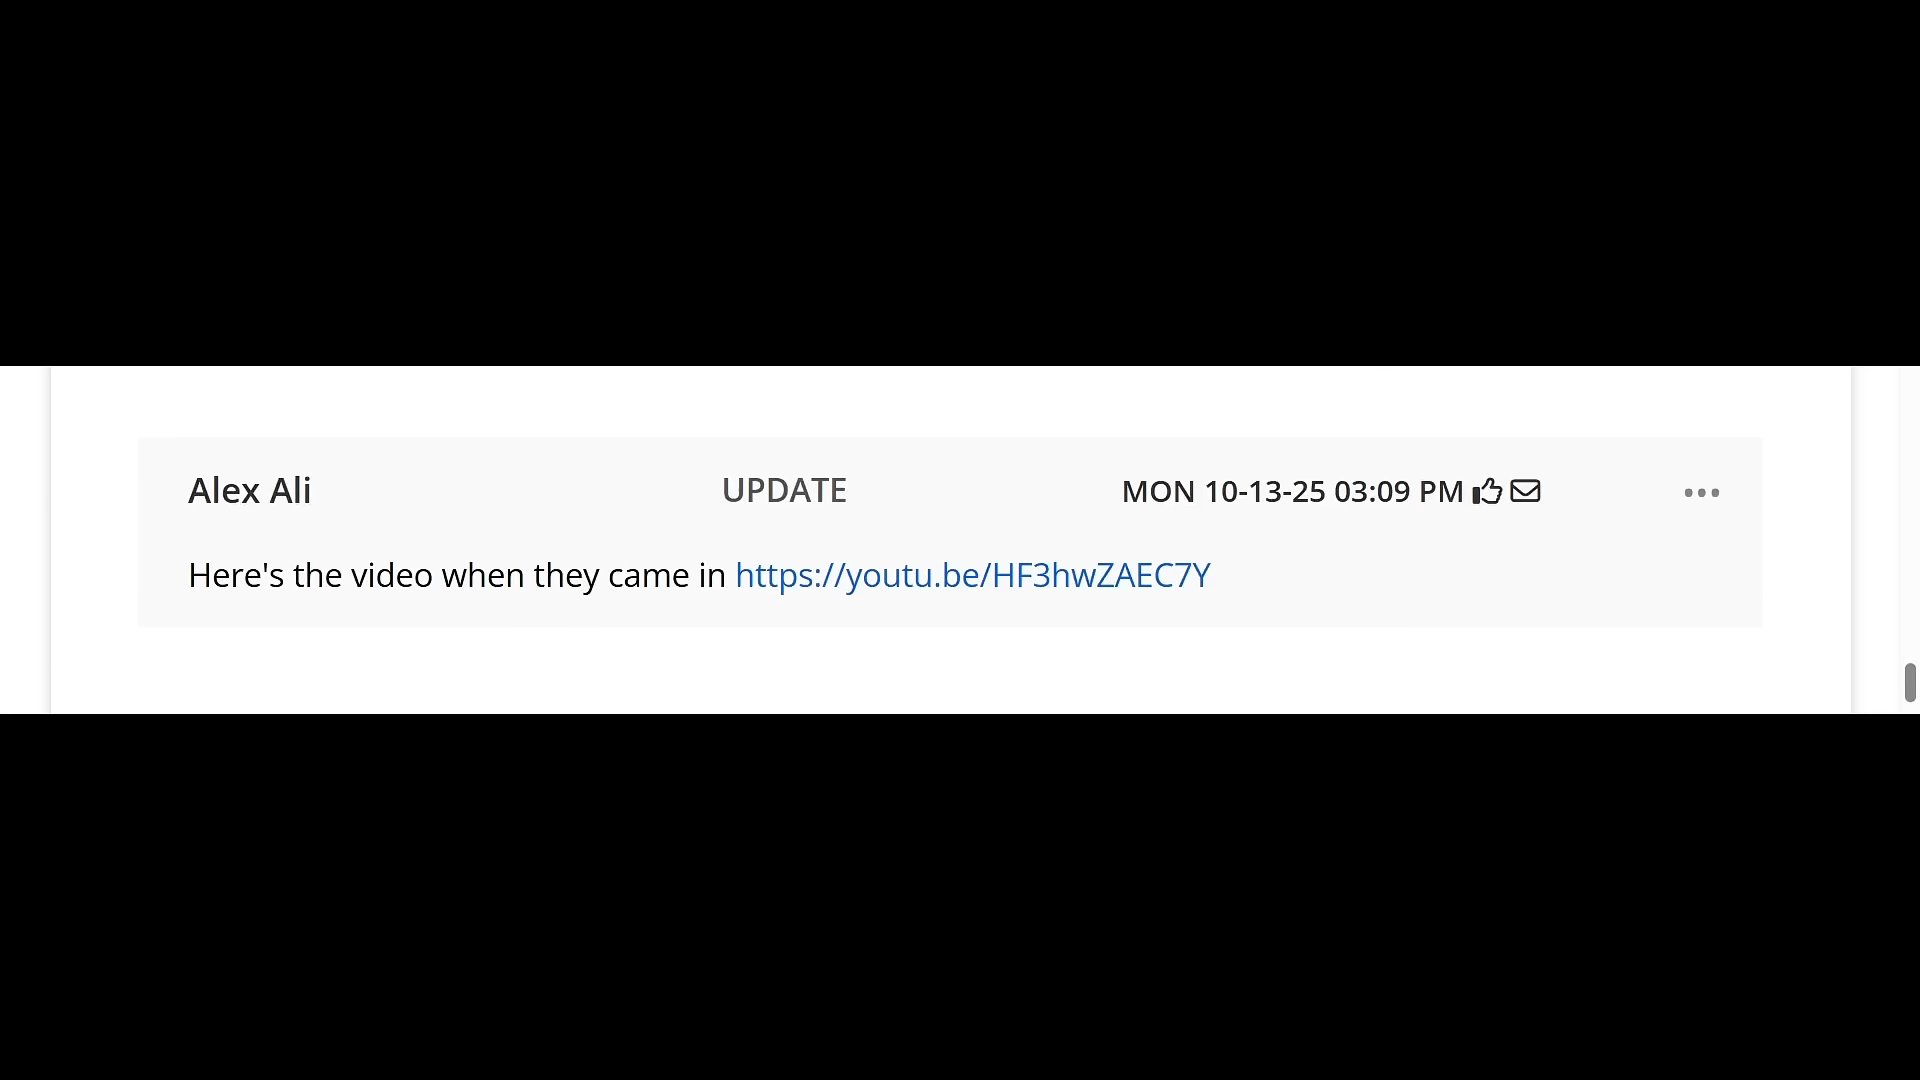 Alex Ali UPDATE MON 10-13-25 03:09 PM
Here's the video when they came in https://youtu.be/HF3hwZAEC7Y